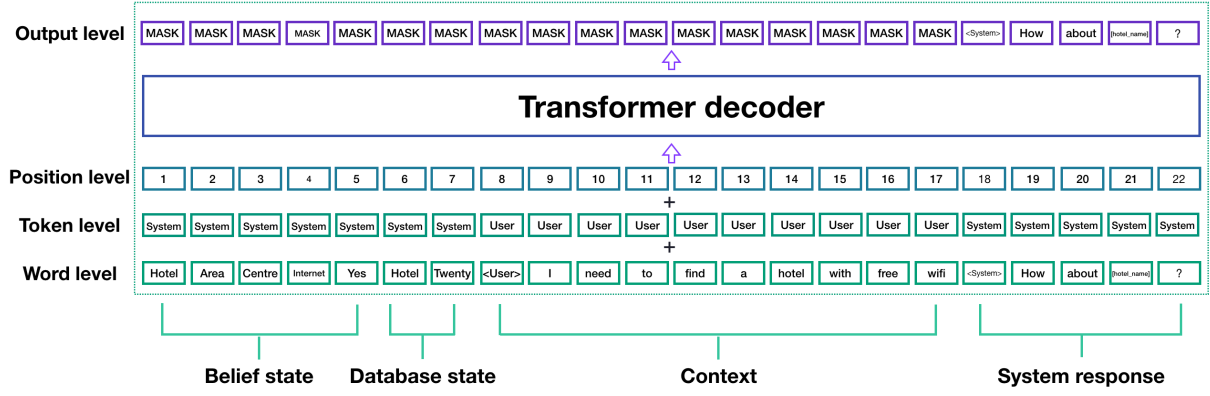 Output level MASK MASK MASK MASK MASK MASK MASK MASK MASK MASK MASK MASK MASK MASK MASK MASK MASK <System> How about [hotel_name] ?
Transformer decoder
Position level 1 2 3 4 5 6 7 8 9 10 11 12 13 14 15 16 17 18 19 20 21 22
+
Token level System System System System System System System User User User User User User User User User User System System System System System
+
Word level Hotel Area Centre Internet Yes Hotel Twenty <User> I need to find a hotel with free wifi <System> How about [hotel_name] ?
Belief state Database state Context System response